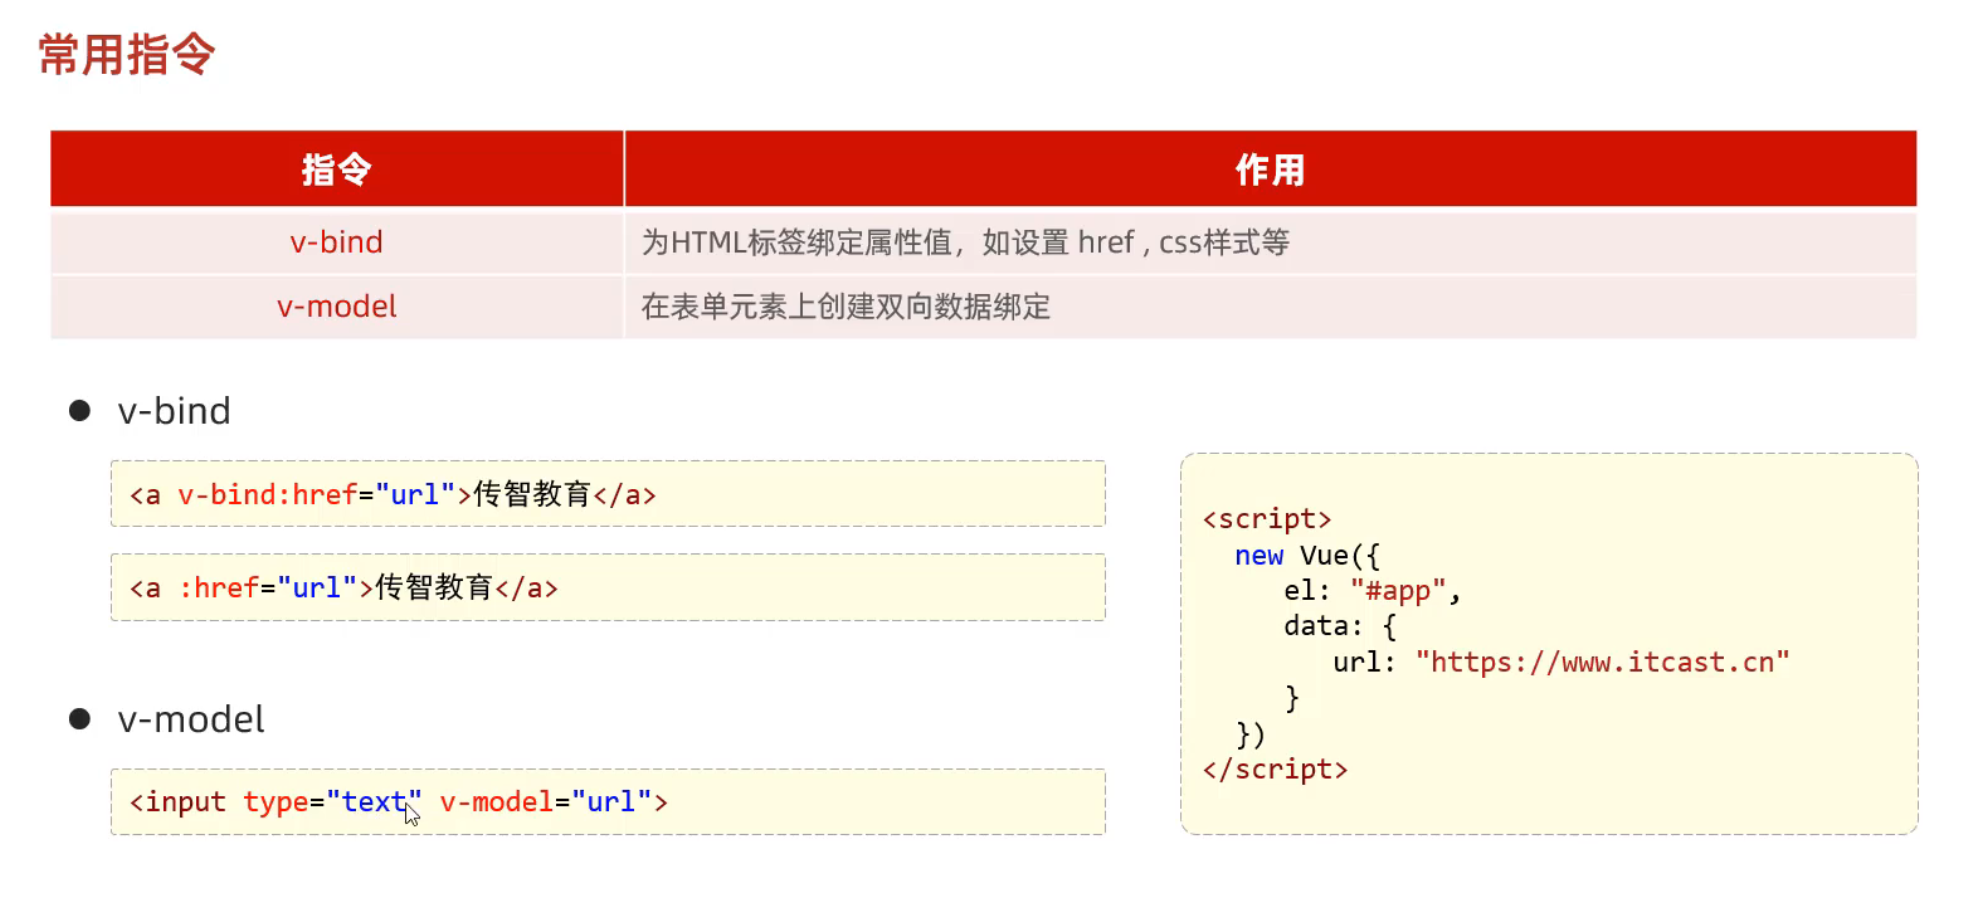 常用指令
指令 作用
v-bind 为HTML标签绑定属性值，如设置 href , css样式等
v-model 在表单元素上创建双向数据绑定
● v-bind
<a v-bind:href="url">传智教育</a>
<a :href="url">传智教育</a>
● v-model
<input type="text" v-model="url">
<script>
new Vue({
el: "#app",
data: {
url: "https://www.itcast.cn"
}
})
</script>